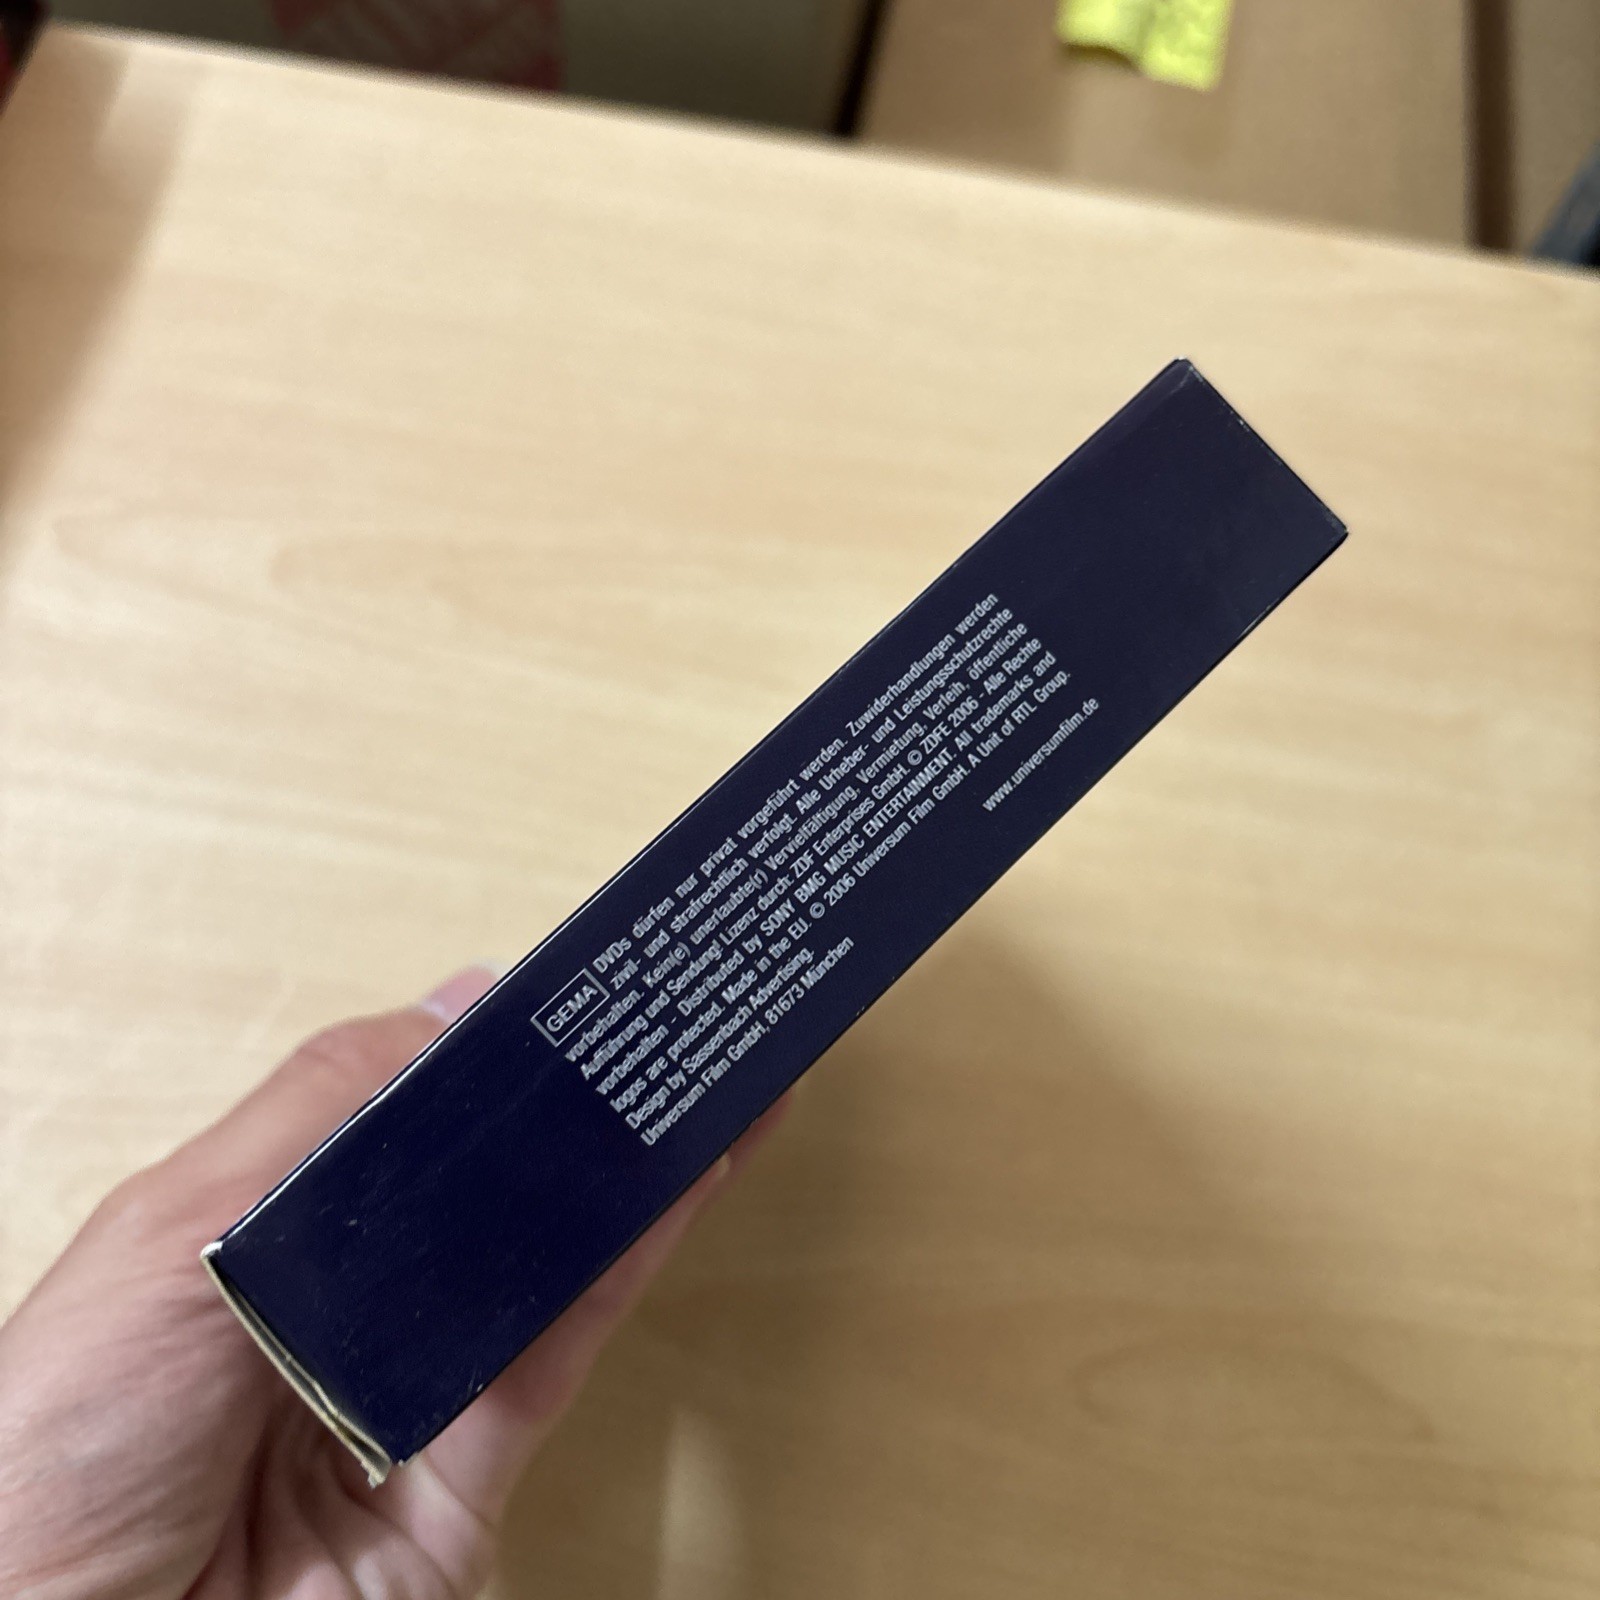 GEMA DVDs dürfen nur privat vorgeführt werden. Zuwiderhandlungen werden
zivil- und strafrechtlich verfolgt. Alle Urheber- und Leistungsschutzrechte
vorbehalten. Kein(e) unerlaubte(r) Vervielfältigung, Vermietung, Verleih, öffentliche
Aufführung und Sendung! Lizenz durch: ZDF Enterprises GmbH. © ZDFE 2006 - Alle Rechte
vorbehalten - Distributed by SONY BMG MUSIC ENTERTAINMENT. All trademarks and
logos are protected. Made in the EU. © 2006 Universum Film GmbH. A Unit of RTL Group.
Design by Sassenbach Advertising.
Universum Film GmbH, 81673 München www.universumfilm.de